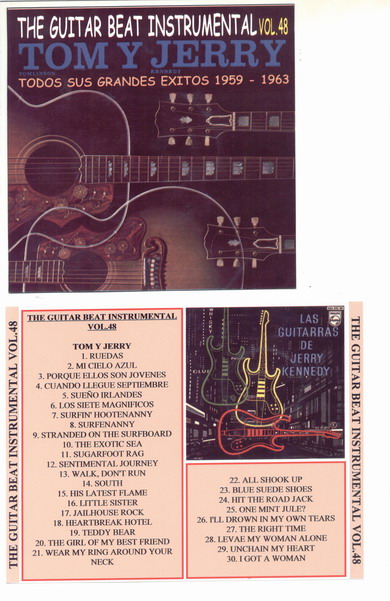 THE GUITAR BEAT INSTRUMENTAL VOL.48
TOM Y JERRY
TOMLINSON KENNEDY
TODOS SUS GRANDES EXITOS 1959 - 1963
THE GUITAR BEAT INSTRUMENTAL VOL.48
THE GUITAR BEAT INSTRUMENTAL
VOL.48
TOM Y JERRY
1. RUEDAS
2. MI CIELO AZUL
3. PORQUE ELLOS SON JOVENES
4. CUANDO LLEGUE SEPTIEMBRE
5. SUEÑO IRLANDES
6. LOS SIETE MAGNIFICOS
7. SURFIN' HOOTENANNY
8. SURFENANNY
9. STRANDED ON THE SURFBOARD
10. THE EXOTIC SEA
11. SUGARFOOT RAG
12. SENTIMENTAL JOURNEY
13. WALK, DON'T RUN
14. SOUTH
15. HIS LATEST FLAME
16. LITTLE SISTER
17. JAILHOUSE ROCK
18. HEARTBREAK HOTEL
19. TEDDY BEAR
20. THE GIRL OF MY BEST FRIEND
21. WEAR MY RING AROUND YOUR
NECK
PHILIPS
LAS
GUITARRAS
DE
JERRY
KENNEDY
CLUB
22. ALL SHOOK UP
23. BLUE SUEDE SHOES
24. HIT THE ROAD JACK
25. ONE MINT JULE?
26. I'LL DROWN IN MY OWN TEARS
27. THE RIGHT TIME
28. LEVAE MY WOMAN ALONE
29. UNCHAIN MY HEART
30. I GOT A WOMAN
THE GUITAR BEAT INSTRUMENTAL VOL.48